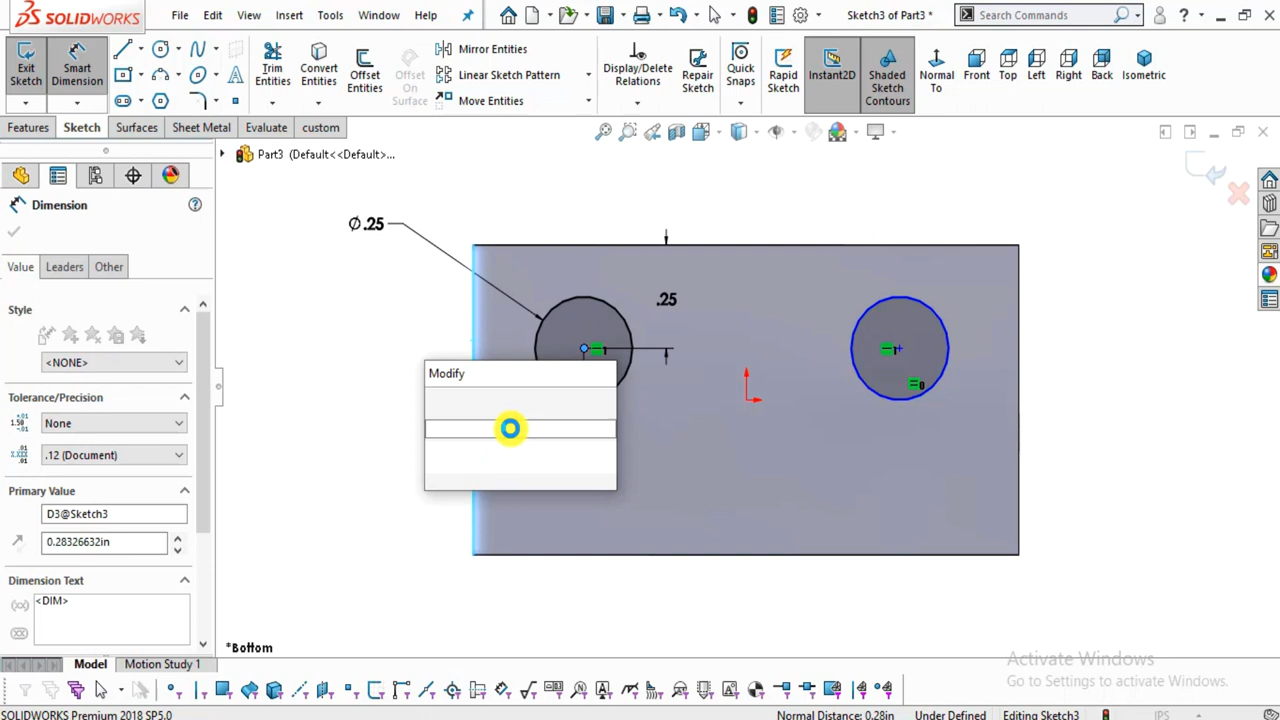 SOLIDWORKS
File Edit View Insert Tools Window Help
Sketch3 of Part3 *
Search Commands
Exit Sketch
Smart Dimension
Trim Entities
Convert Entities
Offset Entities
Offset On Surface
Mirror Entities
Linear Sketch Pattern
Move Entities
Display/Delete Relations
Repair Sketch
Quick Snaps
Rapid Sketch
Instant2D
Shaded Sketch Contours
Normal To
Front
Top
Left
Right
Back
Isometric
Features Sketch Surfaces Sheet Metal Evaluate custom
Part3 (Default<<Default>...
Dimension
Value Leaders Other
Style
<NONE>
Tolerance/Precision
None
.12 (Document)
Primary Value
D3@Sketch3
0.28326632in
Dimension Text
<DIM>
Ø.25
.25
Modify
*Bottom
Activate Windows
Go to Settings to activate Windows.
Model Motion Study 1
SOLIDWORKS Premium 2018 SP5.0
Normal Distance: 0.28in Under Defined Editing Sketch3 IPS